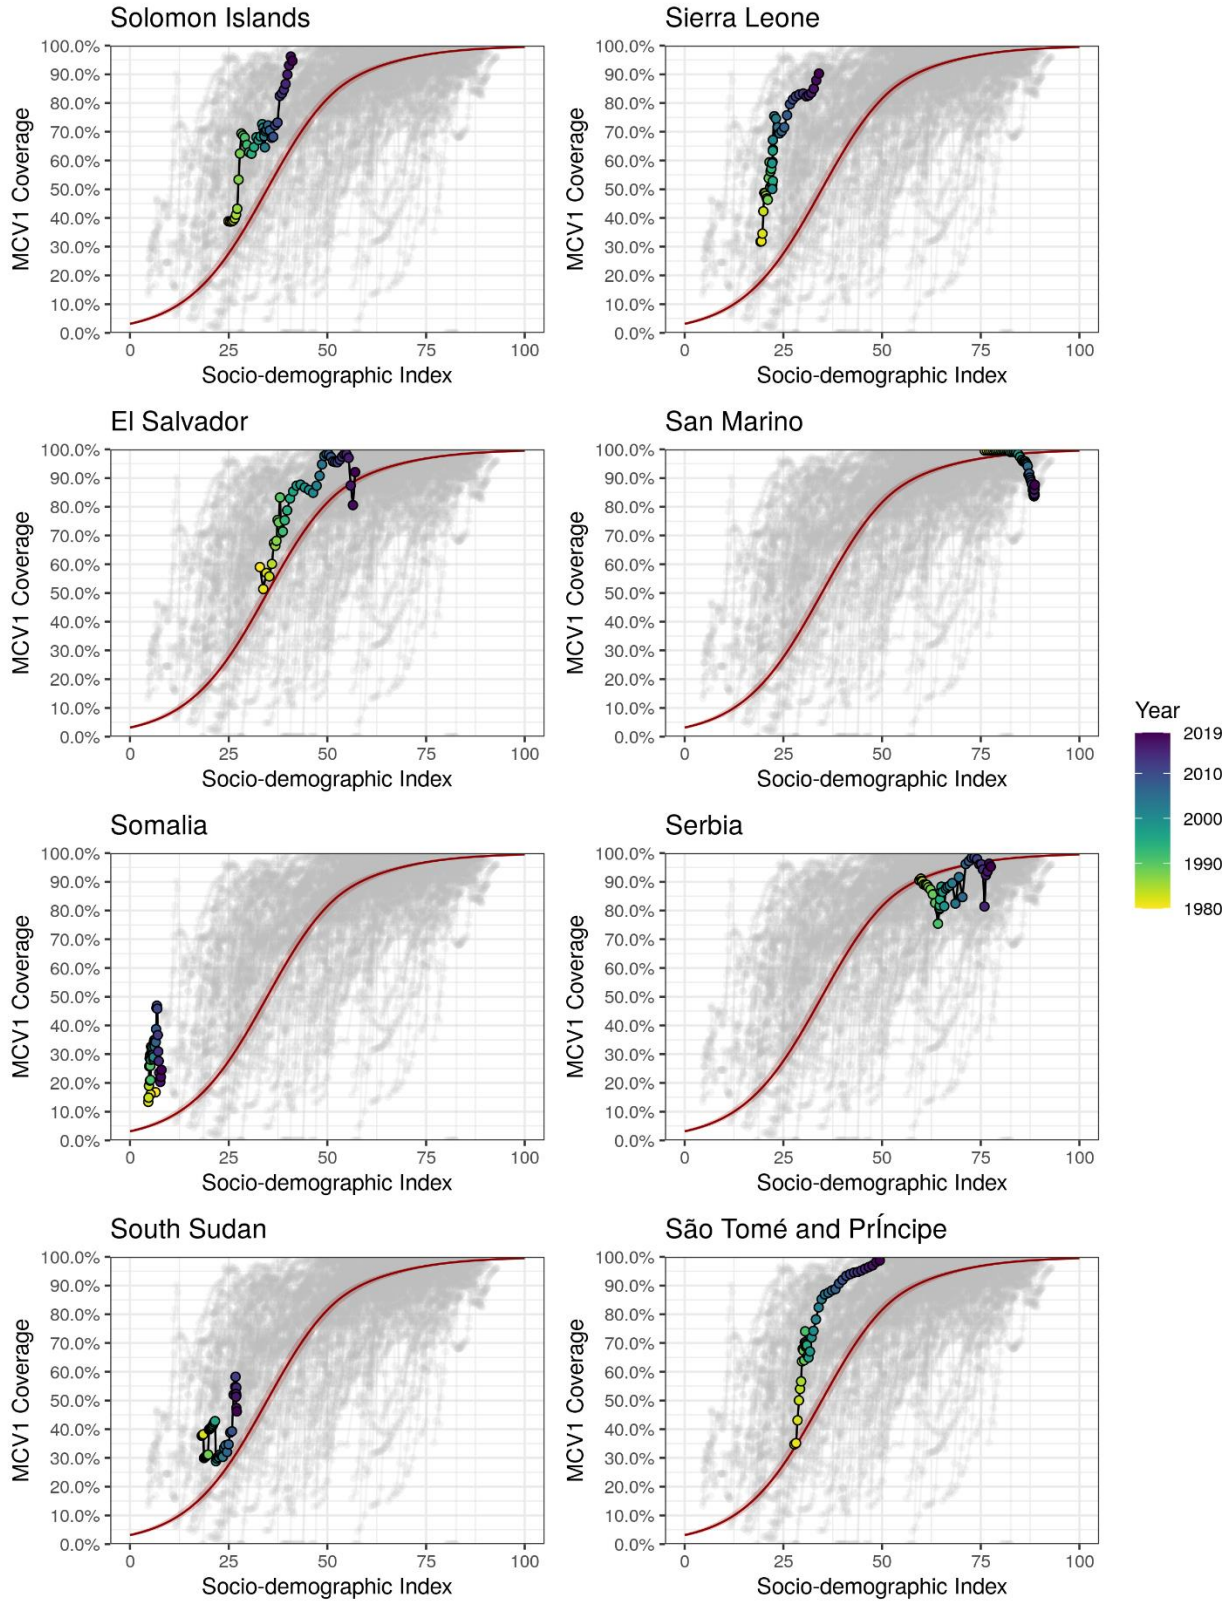 Solomon Islands
Sierra Leone
100.0%
90.0%
80.0%
70.0%
60.0%
50.0%
40.0%
30.0%
20.0%
10.0%
0.0%
MCV1 Coverage
0 25 50 75 100
Socio-demographic Index
100.0%
90.0%
80.0%
70.0%
60.0%
50.0%
40.0%
30.0%
20.0%
10.0%
0.0%
MCV1 Coverage
0 25 50 75 100
Socio-demographic Index
El Salvador
San Marino
100.0%
90.0%
80.0%
70.0%
60.0%
50.0%
40.0%
30.0%
20.0%
10.0%
0.0%
MCV1 Coverage
0 25 50 75 100
Socio-demographic Index
100.0%
90.0%
80.0%
70.0%
60.0%
50.0%
40.0%
30.0%
20.0%
10.0%
0.0%
MCV1 Coverage
0 25 50 75 100
Socio-demographic Index
Year
2019
2010
2000
1990
1980
Somalia
Serbia
100.0%
90.0%
80.0%
70.0%
60.0%
50.0%
40.0%
30.0%
20.0%
10.0%
0.0%
MCV1 Coverage
0 25 50 75 100
Socio-demographic Index
100.0%
90.0%
80.0%
70.0%
60.0%
50.0%
40.0%
30.0%
20.0%
10.0%
0.0%
MCV1 Coverage
0 25 50 75 100
Socio-demographic Index
South Sudan
São Tomé and PrÍncipe
100.0%
90.0%
80.0%
70.0%
60.0%
50.0%
40.0%
30.0%
20.0%
10.0%
0.0%
MCV1 Coverage
0 25 50 75 100
Socio-demographic Index
100.0%
90.0%
80.0%
70.0%
60.0%
50.0%
40.0%
30.0%
20.0%
10.0%
0.0%
MCV1 Coverage
0 25 50 75 100
Socio-demographic Index